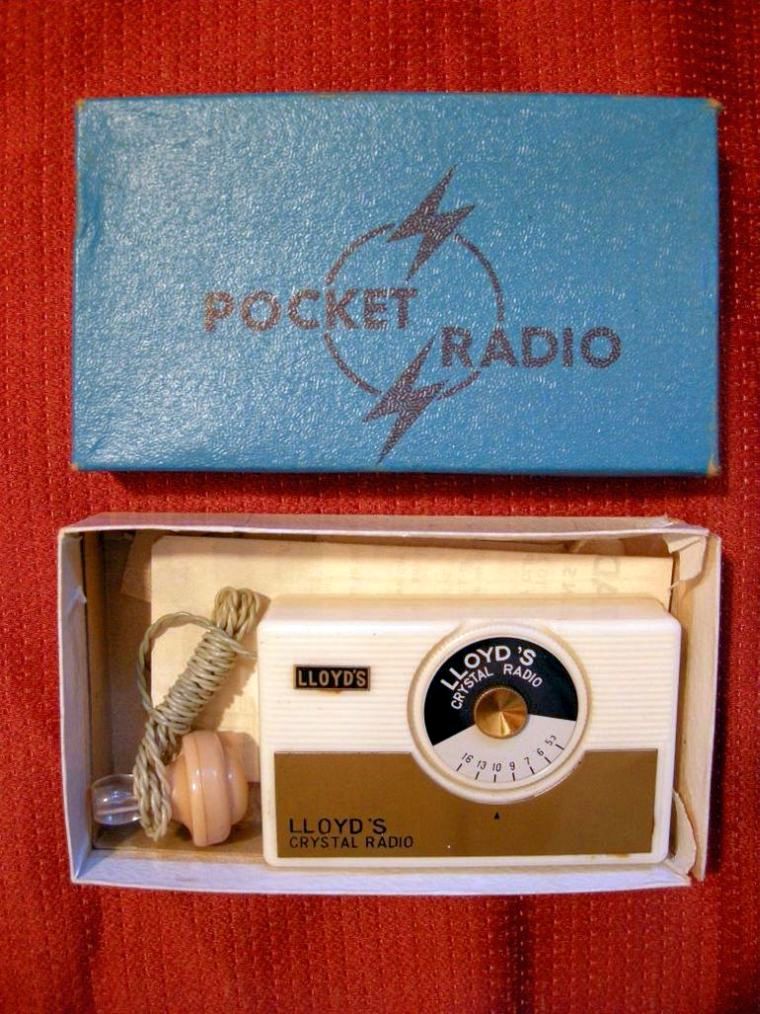 POCKET
RADIO
LLOYD'S
LLOYD'S
CRYSTAL RADIO
16 13 10 9 7 6 53
LLOYD'S
CRYSTAL RADIO